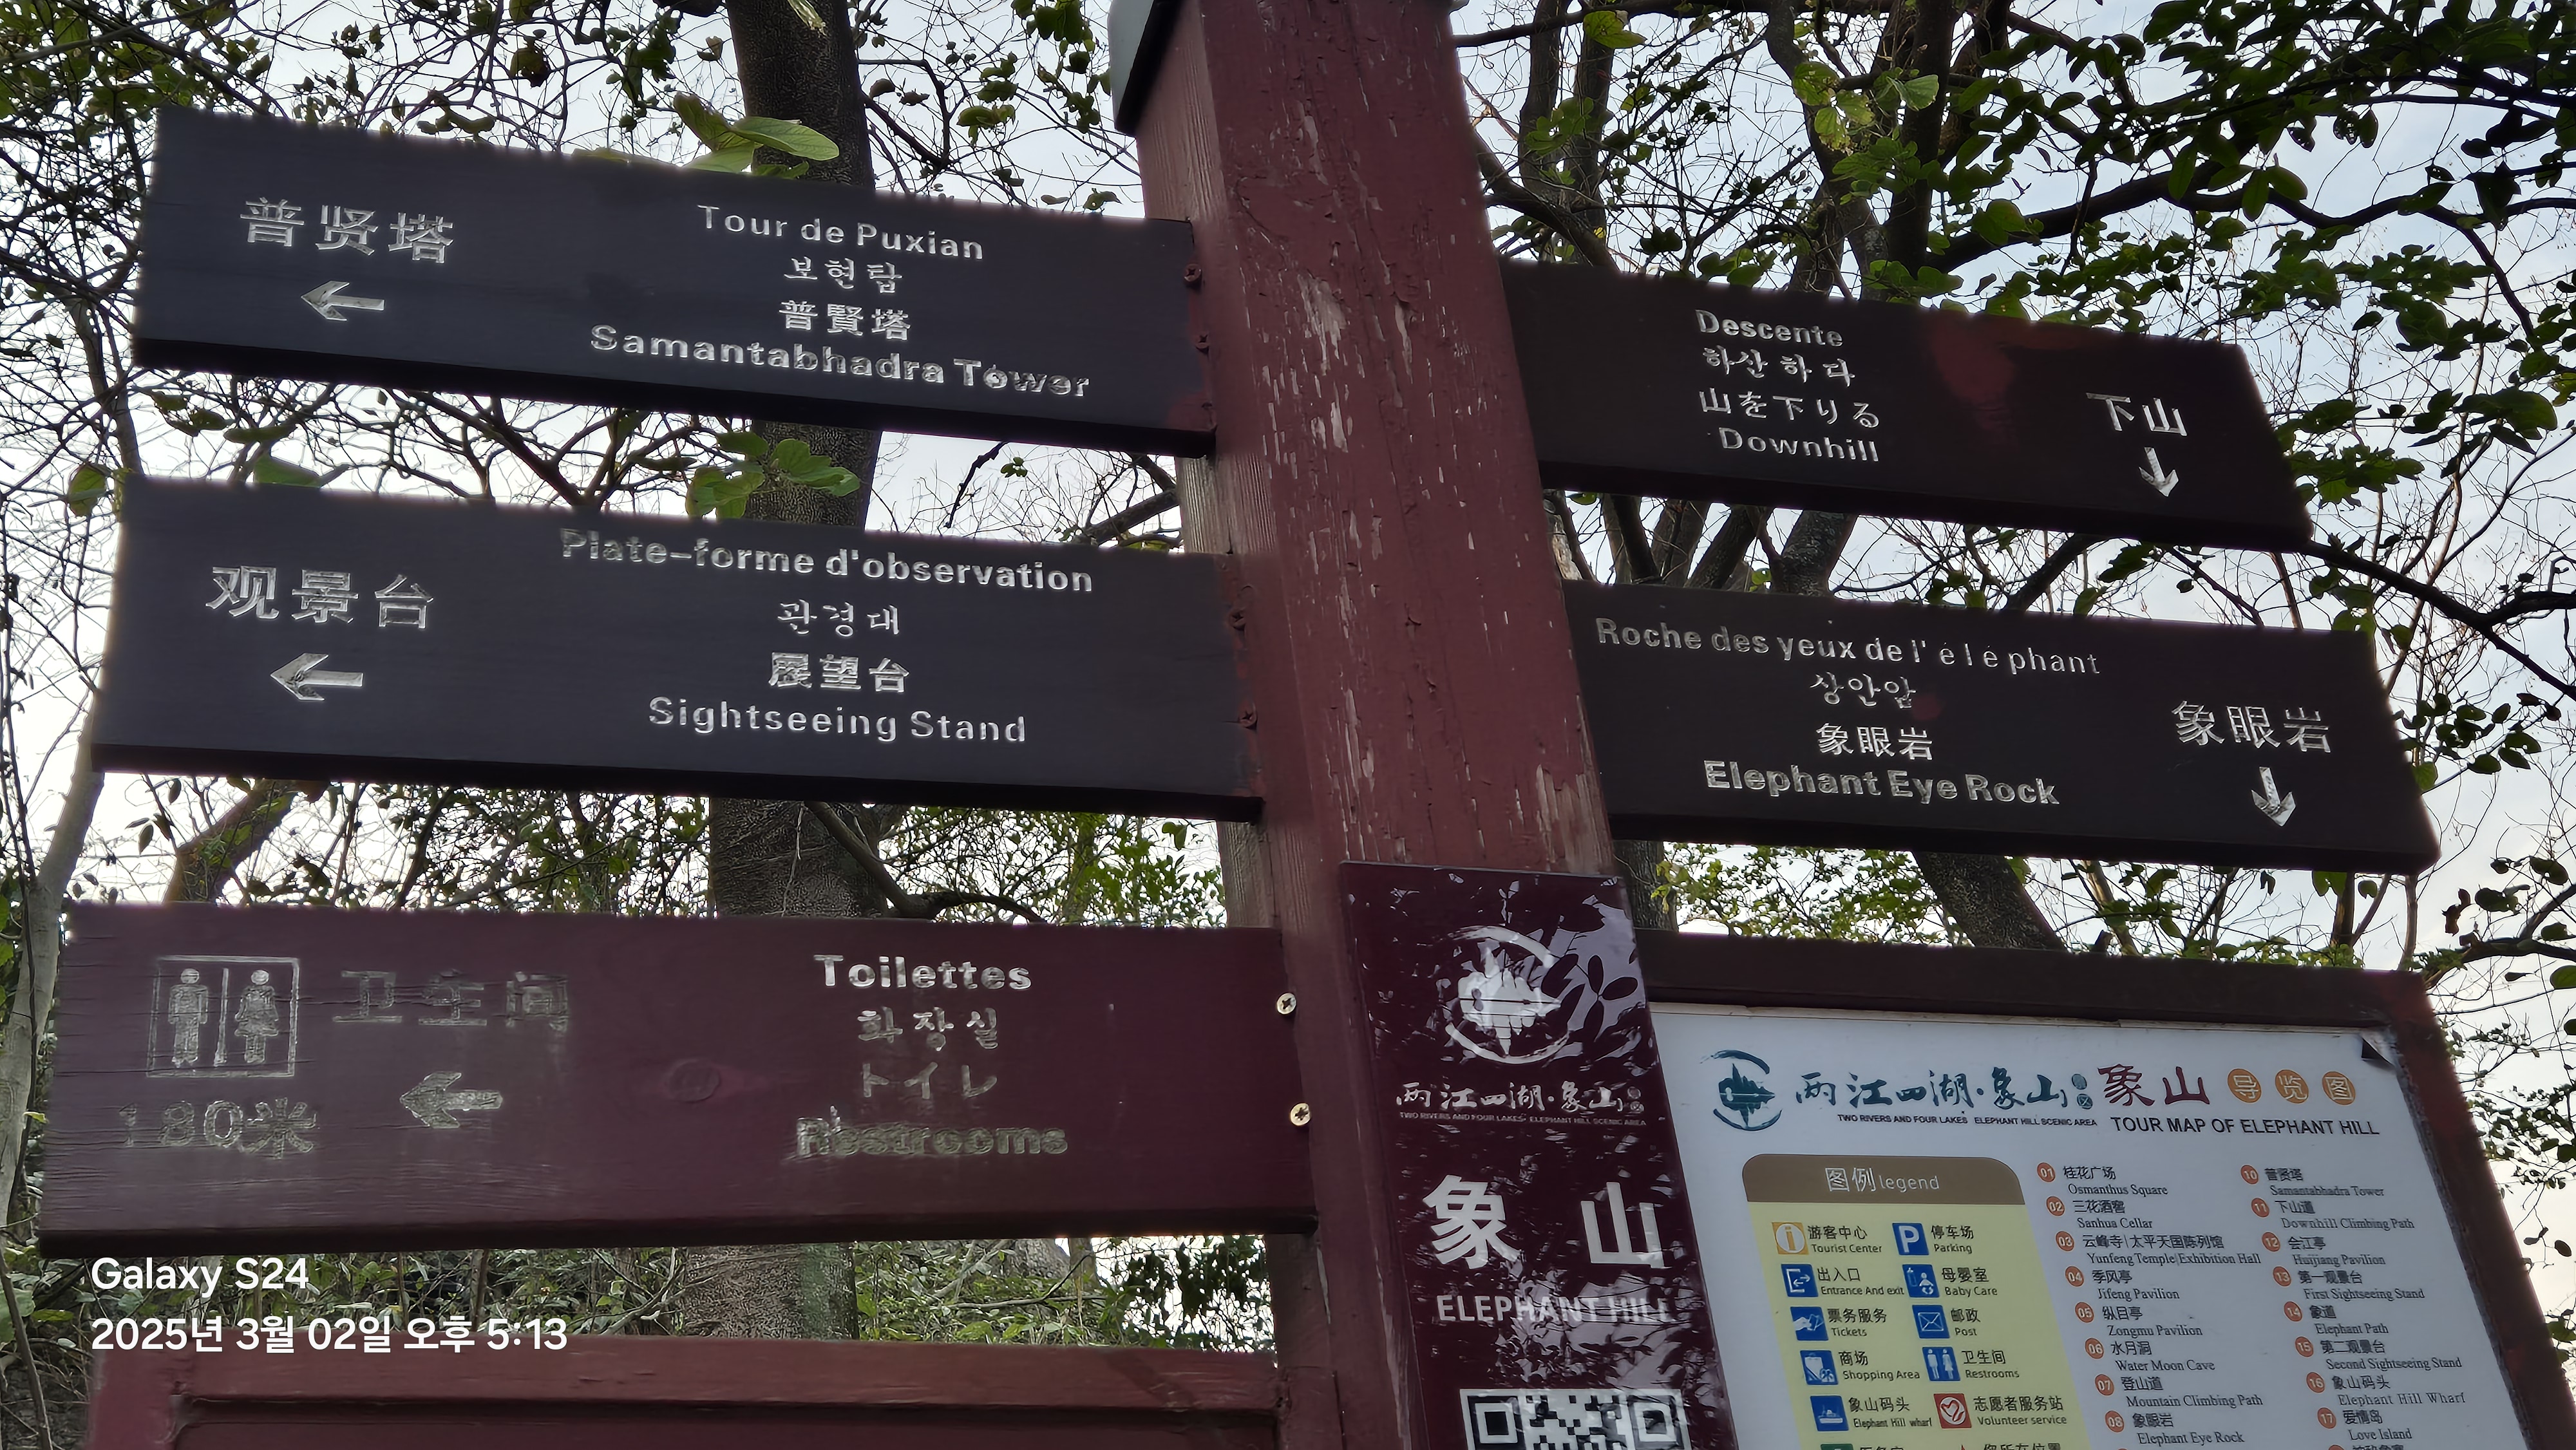 普贤塔
←
Tour de Puxian
보현탑
普賢塔
Samantabhadra Tower
Descente
하산 하 다
山を下りる
Downhill
下山
↓
观景台
←
Plate-forme d'observation
관경대
展望台
Sightseeing Stand
Roche des yeux de l' é l é phant
상안암
象眼岩
Elephant Eye Rock
象眼岩
↓
卫生间
180米
←
Toilettes
화장실
トイレ
Restrooms
两江四湖·象山
TWO RIVERS AND FOUR LAKES· ELEPHANT HILL SCENIC AREA
象 山
ELEPHANT HILL
两江四湖·象山
TWO RIVERS AND FOUR LAKES ELEPHANT HILL SCENIC AREA
象山 导览图
TOUR MAP OF ELEPHANT HILL
图例 legend
游客中心
Tourist Center
P 停车场
Parking
出入口
Entrance And exit
母婴室
Baby Care
票务服务
Tickets
邮政
Post
商场
Shopping Area
卫生间
Restrooms
象山码头
Elephant Hill wharf
志愿者服务站
Volunteer service
01 桂花广场
Osmanthus Square
02 三花酒窖
Sanhua Cellar
03 云峰寺|太平天国陈列馆
Yunfeng Temple|Exhibition Hall
04 季风亭
Jifeng Pavilion
05 纵目亭
Zongmu Pavilion
06 水月洞
Water Moon Cave
07 登山道
Mountain Climbing Path
08 象眼岩
Elephant Eye Rock
10 普贤塔
Samantabhadra Tower
11 下山道
Downhill Climbing Path
12 会江亭
Huijiang Pavilion
13 第一观景台
First Sightseeing Stand
14 象道
Elephant Path
15 第二观景台
Second Sightseeing Stand
16 象山码头
Elephant Hill Wharf
17 爱情岛
Love Island
Galaxy S24
2025년 3월 02일 오후 5:13